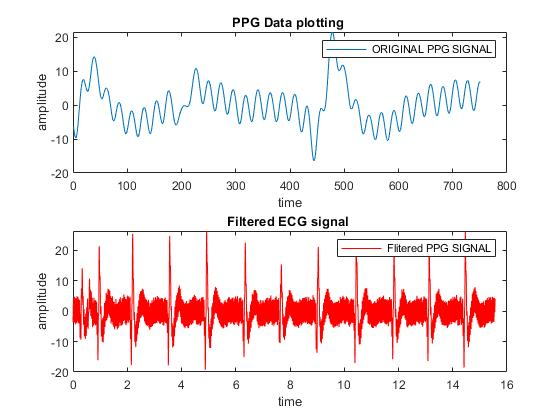 PPG Data plotting
ORIGINAL PPG SIGNAL
amplitude
20
10
0
-10
-20
0 100 200 300 400 500 600 700 800
time
Filtered ECG signal
Flitered PPG SIGNAL
amplitude
20
10
0
-10
-20
0 2 4 6 8 10 12 14 16
time